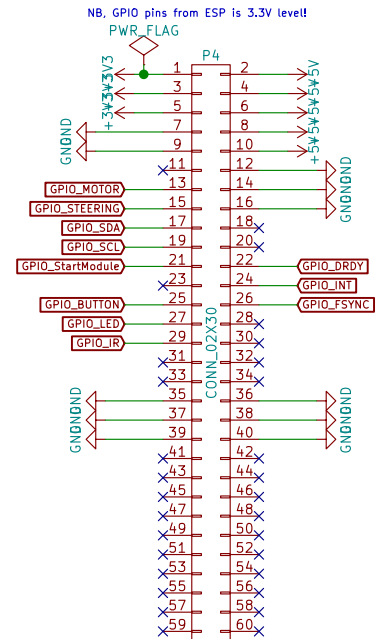 NB, GPIO pins from ESP is 3.3V level!
PWR_FLAG
P4
+3V3 1 2 +5V
+3V3 3 4 +5V
+3V3 5 6 +5V
GND 7 8 +5V
GND 9 10 +5V
11 12 GND
GPIO_MOTOR 13 14 GND
GPIO_STEERING 15 16 GND
GPIO_SDA 17 18
GPIO_SCL 19 20
GPIO_StartModule 21 22 GPIO_DRDY
23 24 GPIO_INT
GPIO_BUTTON 25 26 GPIO_FSYNC
GPIO_LED 27 28
GPIO_IR 29 30
31 32
33 34
CONN_02X30
GND 35 36 GND
GND 37 38 GND
GND 39 40 GND
41 42
43 44
45 46
47 48
49 50
51 52
53 54
55 56
57 58
59 60